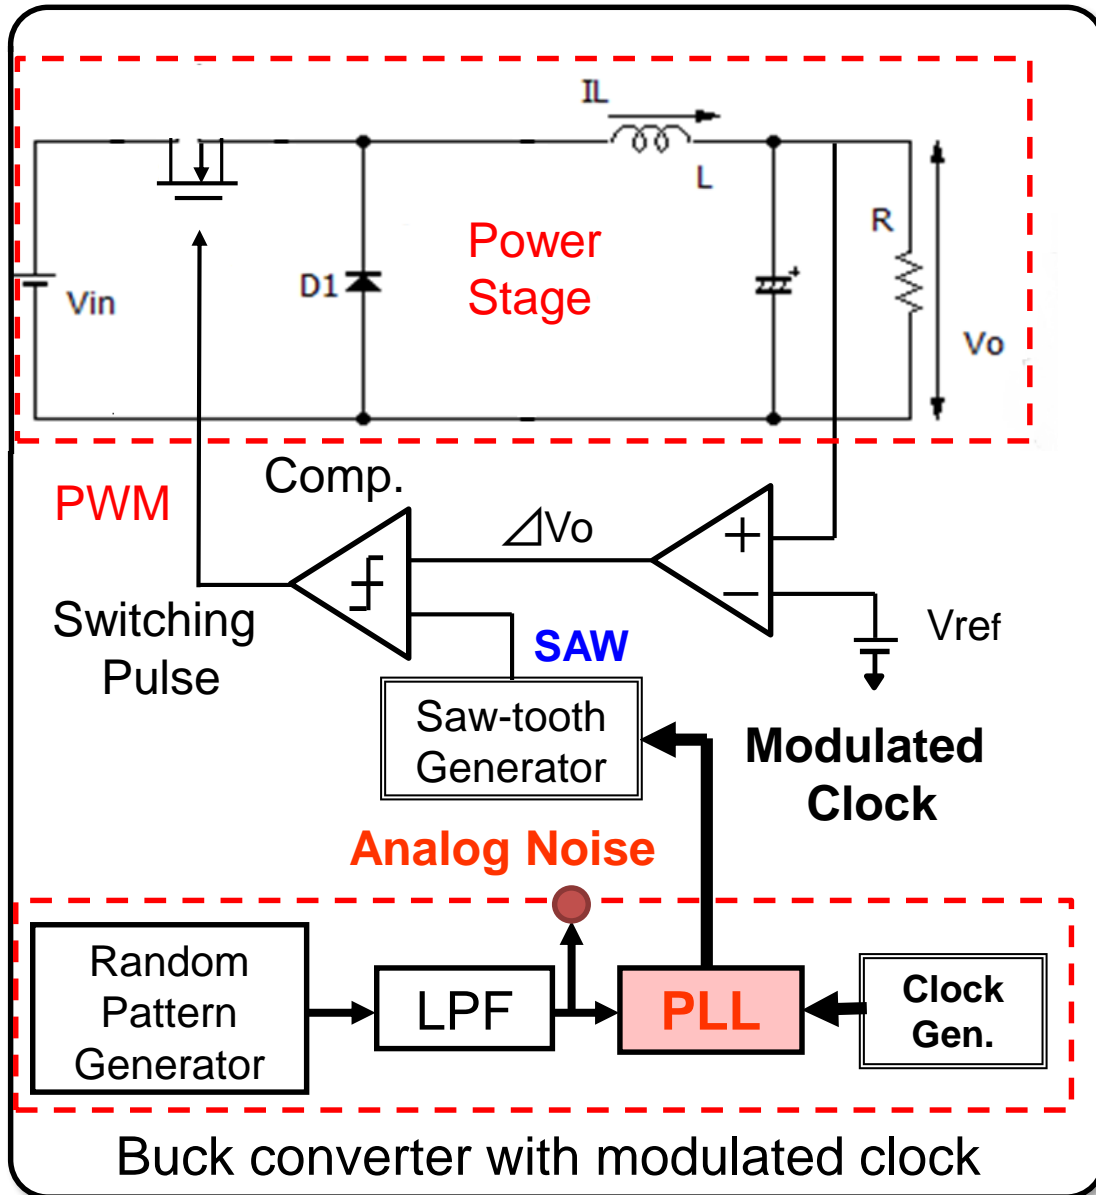 IL
L
Power
Stage
R
D1
+
Vin
Vo
Comp.
PWM
⊿Vo
+
−
Switching
Pulse
SAW
Vref
Saw-tooth
Generator
Modulated
Clock
Analog Noise
Random
Pattern
Generator
LPF
PLL
Clock
Gen.
Buck converter with modulated clock